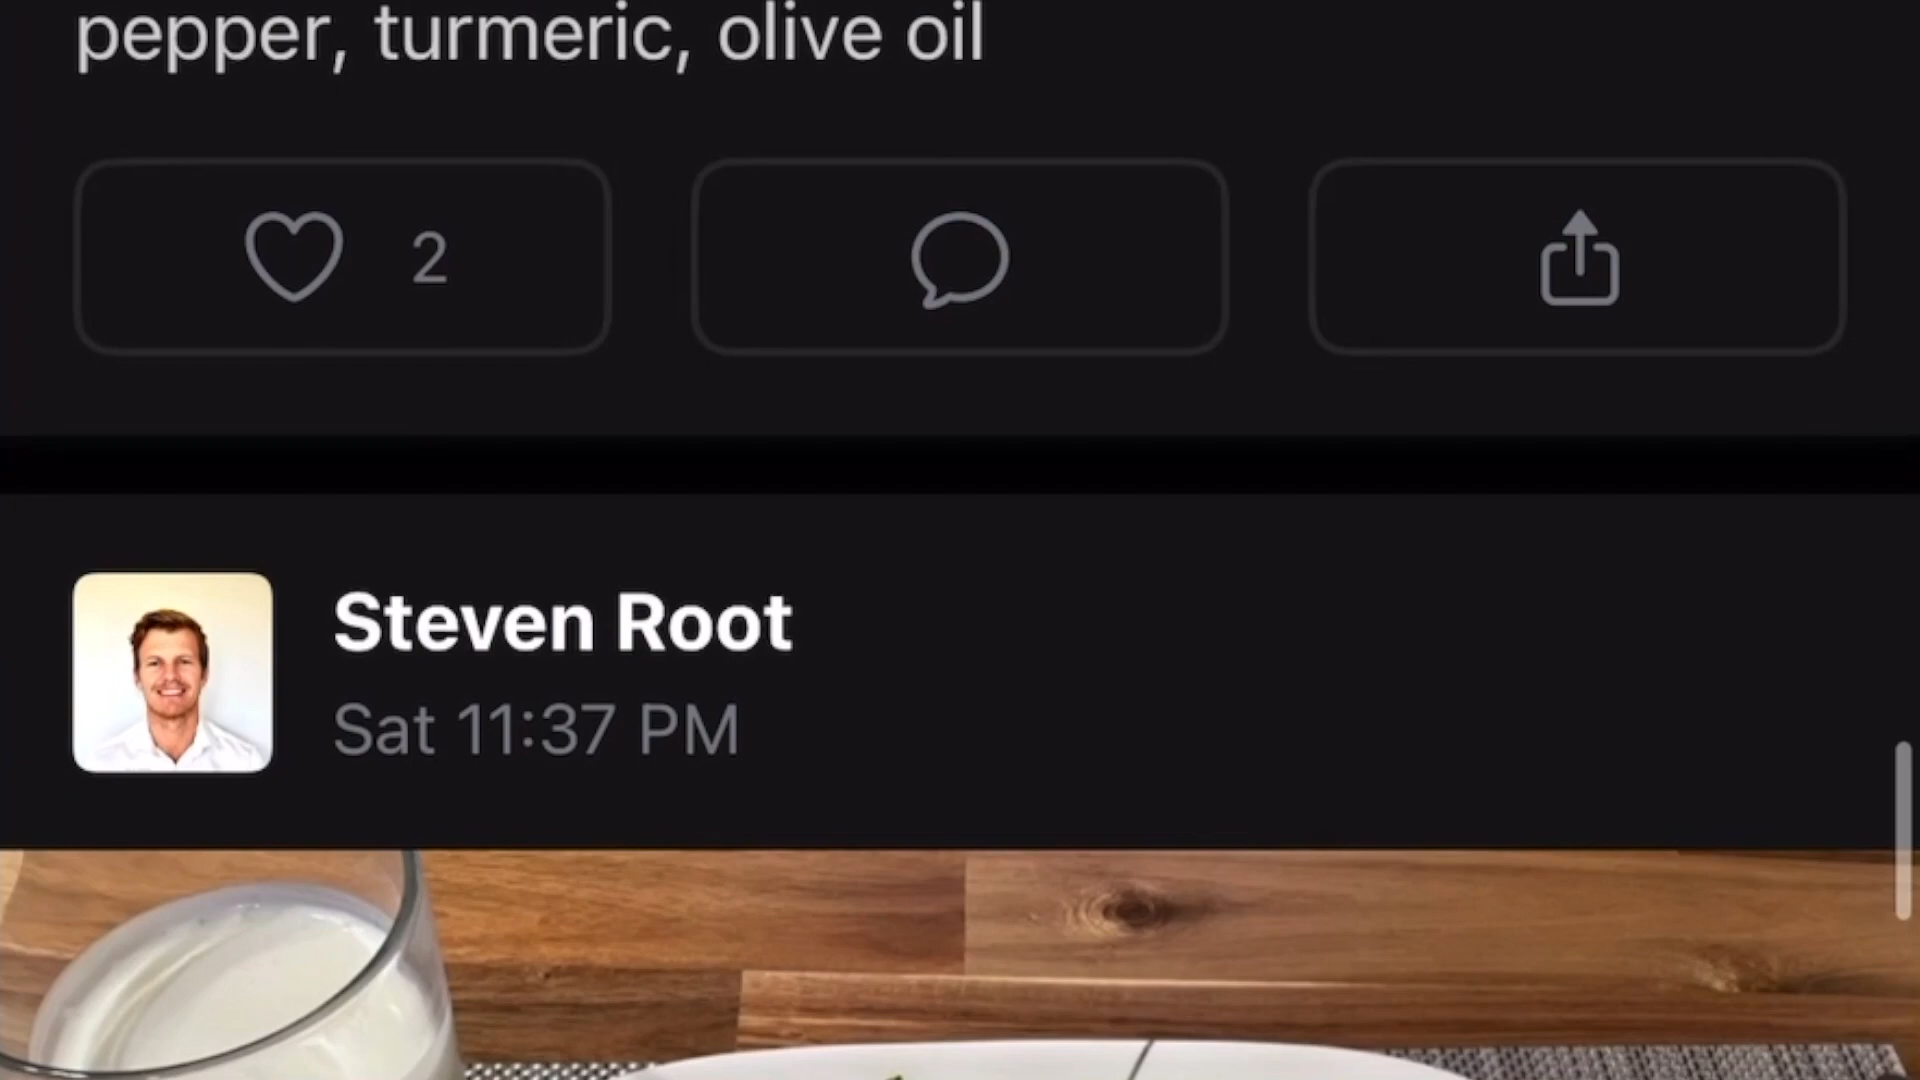 pepper, turmeric, olive oil
2
Steven Root
Sat 11:37 PM